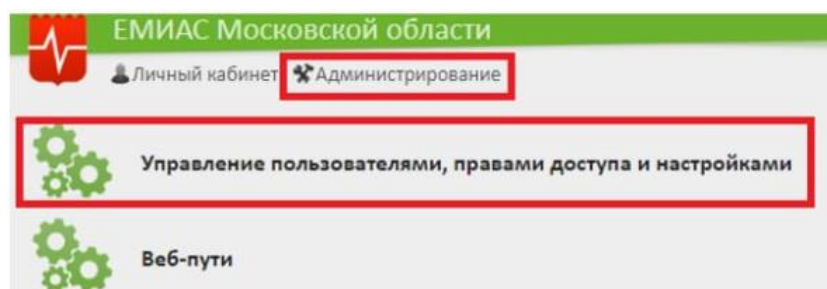 ЕМИАС Московской области
Личный кабинет Администрирование
Управление пользователями, правами доступа и настройками
Веб-пути